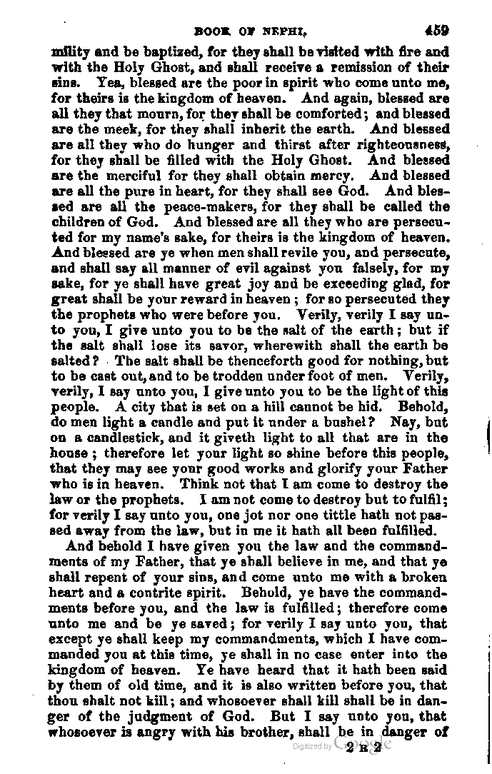 BOOK OF NEPHI. 459
mility and be baptized, for they shall be visited with fire and
with the Holy Ghost, and shall receive a remission of their
sins. Yea, blessed are the poor in spirit who come unto me,
for theirs is the kingdom of heaven. And again, blessed are
all they that mourn, for they shall be comforted; and blessed
are the meek, for they shall inherit the earth. And blessed
are all they who do hunger and thirst after righteousness,
for they shall be filled with the Holy Ghost. And blessed
are the merciful for they shall obtain mercy. And blessed
are all the pure in heart, for they shall see God. And bles-
sed are all the peace-makers, for they shall be called the
children of God. And blessed are all they who are persecu-
ted for my name's sake, for theirs is the kingdom of heaven.
And blessed are ye when men shall revile you, and persecute,
and shall say all manner of evil against you falsely, for my
sake, for ye shall have great joy and be exceeding glad, for
great shall be your reward in heaven; for so persecuted they
the prophets who were before you. Verily, verily I say un-
to you, I give unto you to be the salt of the earth; but if
the salt shall lose its savor, wherewith shall the earth be
salted? The salt shall be thenceforth good for nothing, but
to be cast out, and to be trodden under foot of men. Verily,
verily, I say unto you, I give unto you to be the light of this
people. A city that is set on a hill cannot be hid. Behold,
do men light a candle and put it under a bushel? Nay, but
on a candlestick, and it giveth light to all that are in the
house; therefore let your light so shine before this people,
that they may see your good works and glorify your Father
who is in heaven. Think not that I am come to destroy the
law or the prophets. I am not come to destroy but to fulfil;
for verily I say unto you, one jot nor one tittle hath not pas-
sed away from the law, but in me it hath all been fulfilled.
And behold I have given you the law and the command-
ments of my Father, that ye shall believe in me, and that ye
shall repent of your sins, and come unto me with a broken
heart and a contrite spirit. Behold, ye have the command-
ments before you, and the law is fulfilled; therefore come
unto me and be ye saved; for verily I say unto you, that
except ye shall keep my commandments, which I have com-
manded you at this time, ye shall in no case enter into the
kingdom of heaven. Ye have heard that it hath been said
by them of old time, and it is also written before you, that
thou shalt not kill; and whosoever shall kill shall be in dan-
ger of the judgment of God. But I say unto you, that
whosoever is angry with his brother, shall be in danger of
Digitized by Google
2 R 2